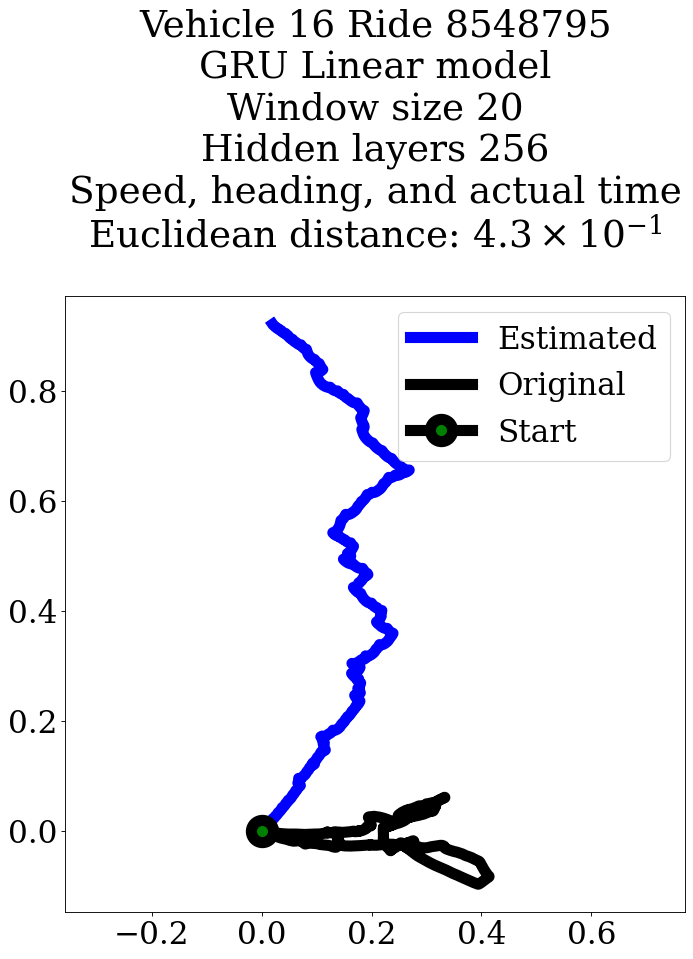 Vehicle 16 Ride 8548795
GRU Linear model
Window size 20
Hidden layers 256
Speed, heading, and actual time
Euclidean distance: $4.3 \times 10^{-1}$
Estimated
Original
Start
0.8
0.6
0.4
0.2
0.0
−0.2 0.0 0.2 0.4 0.6